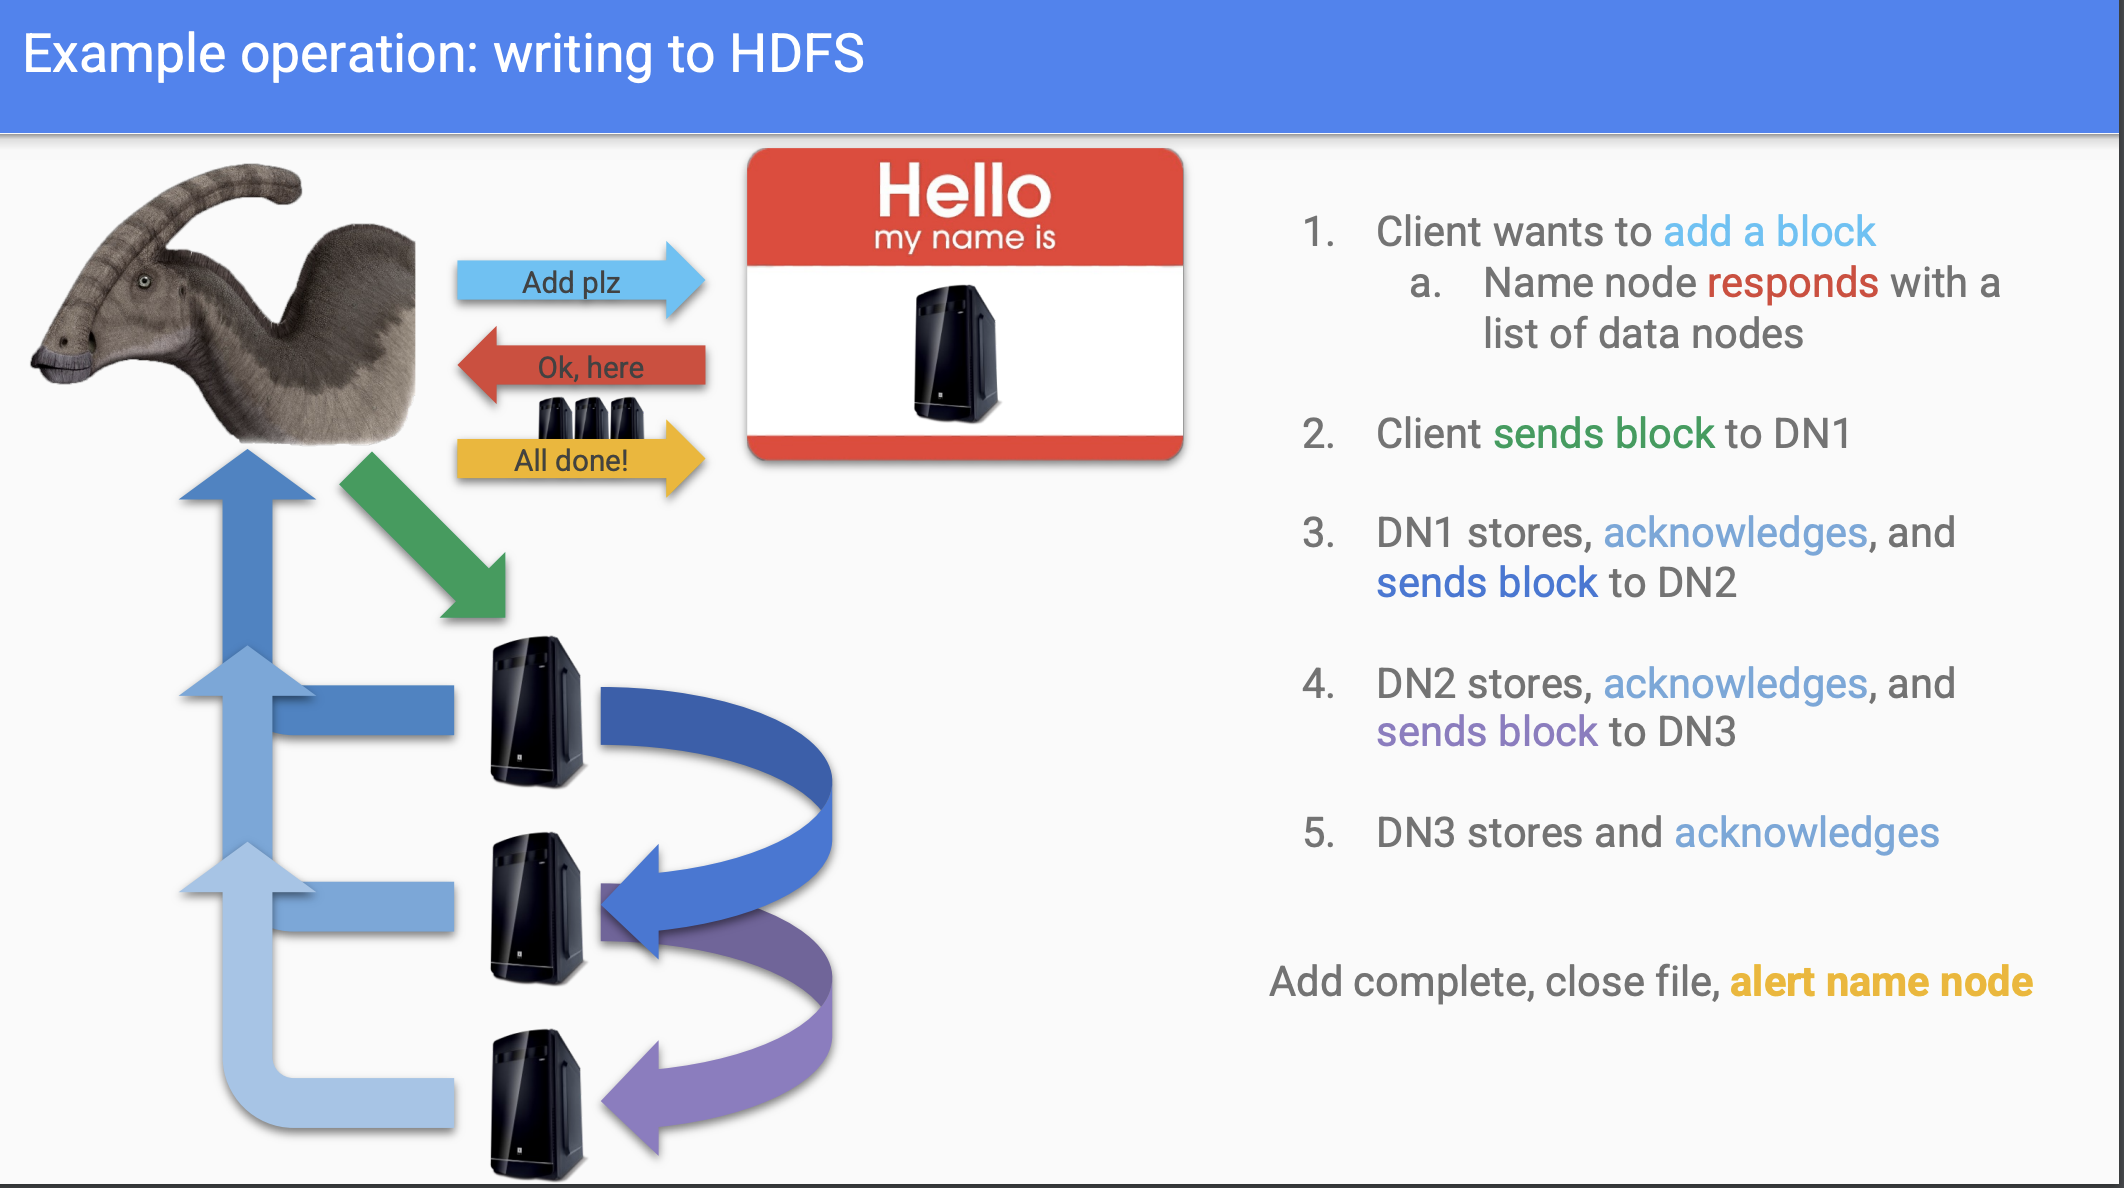 Example operation: writing to HDFS
Hello
my name is
Add plz
Ok, here
All done!
1. Client wants to add a block
a. Name node responds with a
list of data nodes
2. Client sends block to DN1
3. DN1 stores, acknowledges, and
sends block to DN2
4. DN2 stores, acknowledges, and
sends block to DN3
5. DN3 stores and acknowledges
Add complete, close file, alert name node